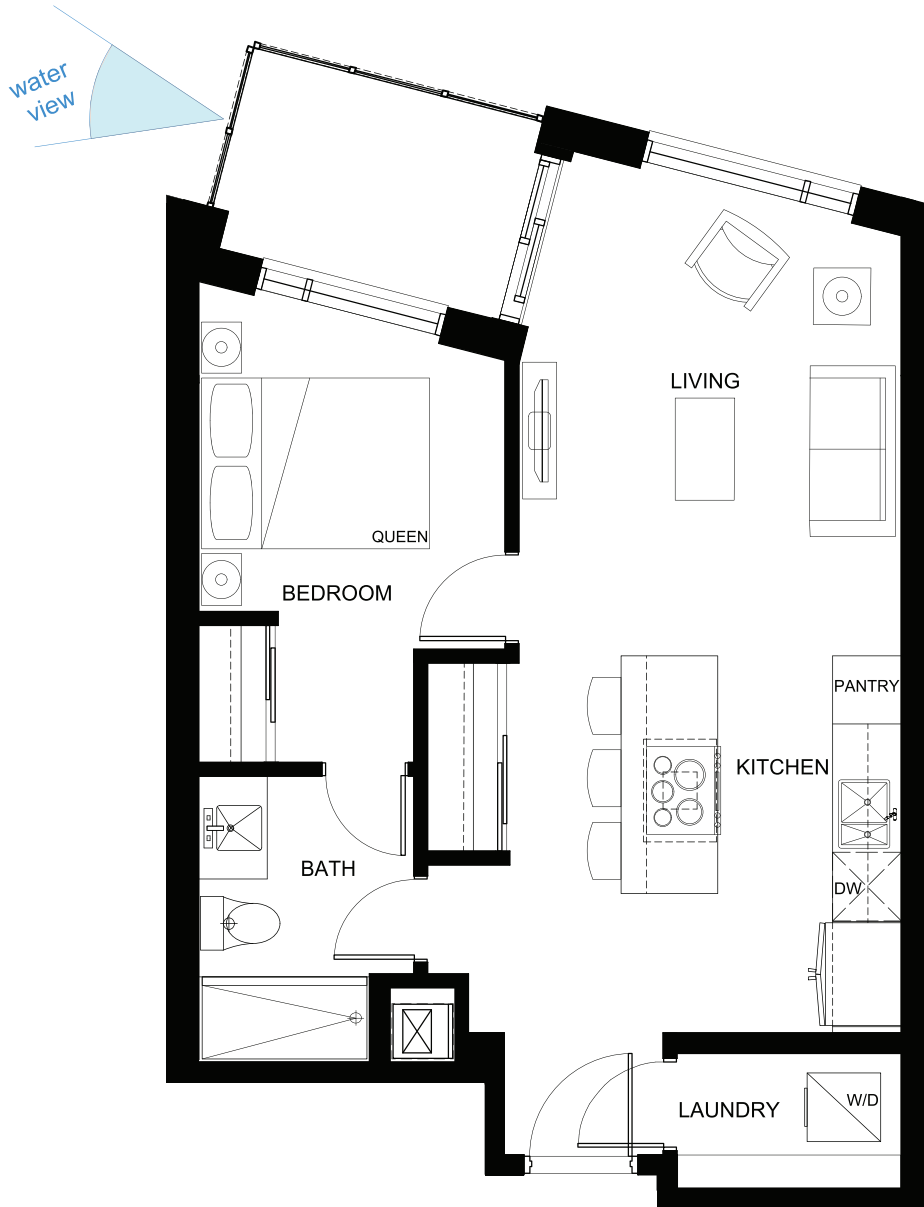 water
view
LIVING
QUEEN
BEDROOM
PANTRY
KITCHEN
BATH
DW
LAUNDRY
W/D